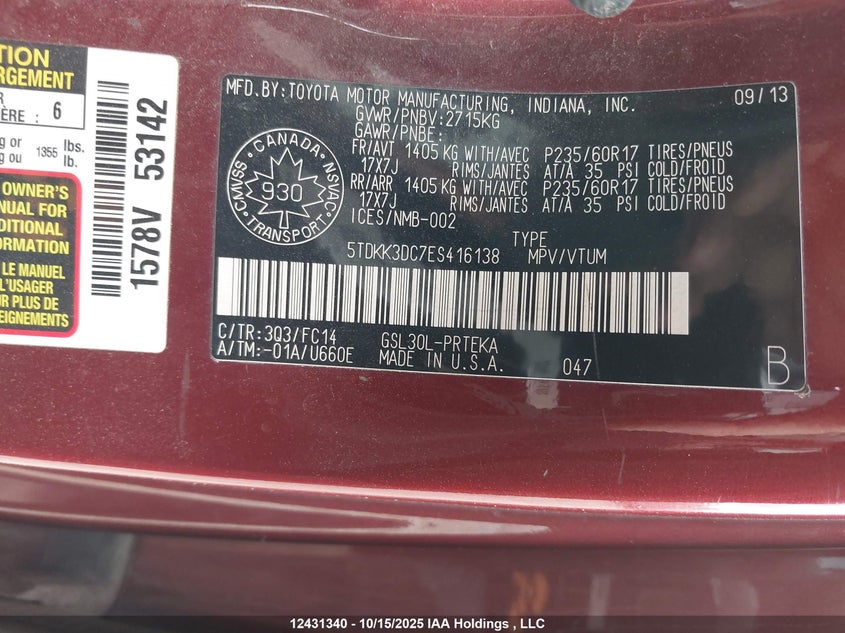 TION
RGEMENT
R
ÈRE : 6
g or
g ou 1355 lbs.
lb.
OWNER'S
NUAL FOR
DDITIONAL
ORMATION
LE MANUEL
L'USAGER
UR PLUS DE
EIGNEMENTS
1578V 53142
MFD.BY:TOYOTA MOTOR MANUFACTURING, INDIANA, INC. 09/13
GVWR/PNBV:2715KG
GAWR/PNBE:
FR/AVT 1405 KG WITH/AVEC P235/60R17 TIRES/PNEUS
17X7J RIMS/JANTES AT/A 35 PSI COLD/FROID
RR/ARR 1405 KG WITH/AVEC P235/60R17 TIRES/PNEUS
17X7J RIMS/JANTES AT/A 35 PSI COLD/FROID
ICES/NMB-002
CANADA
CMVSS 930 NSVAC
TRANSPORT
TYPE
5TDKK3DC7ES416138 MPV/VTUM
C/TR:3Q3/FC14 GSL30L-PRTEKA
A/TM:-01A/U660E MADE IN U.S.A. 047
B
12431340 - 10/15/2025 IAA Holdings , LLC